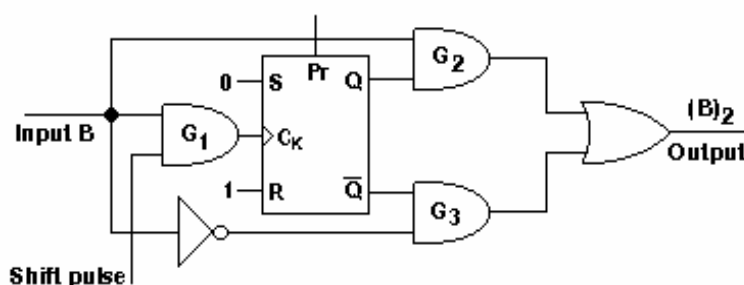 Pr
0
S
Q
G2
Input B
G1
CK
(B)2
Output
1
R
Q̅
G3
Shift pulse